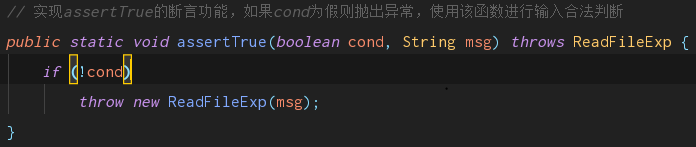 // 实现assertTrue的断言功能，如果cond为假则抛出异常，使用该函数进行输入合法判断
public static void assertTrue(boolean cond, String msg) throws ReadFileExp {
if (!cond)
throw new ReadFileExp(msg);
}